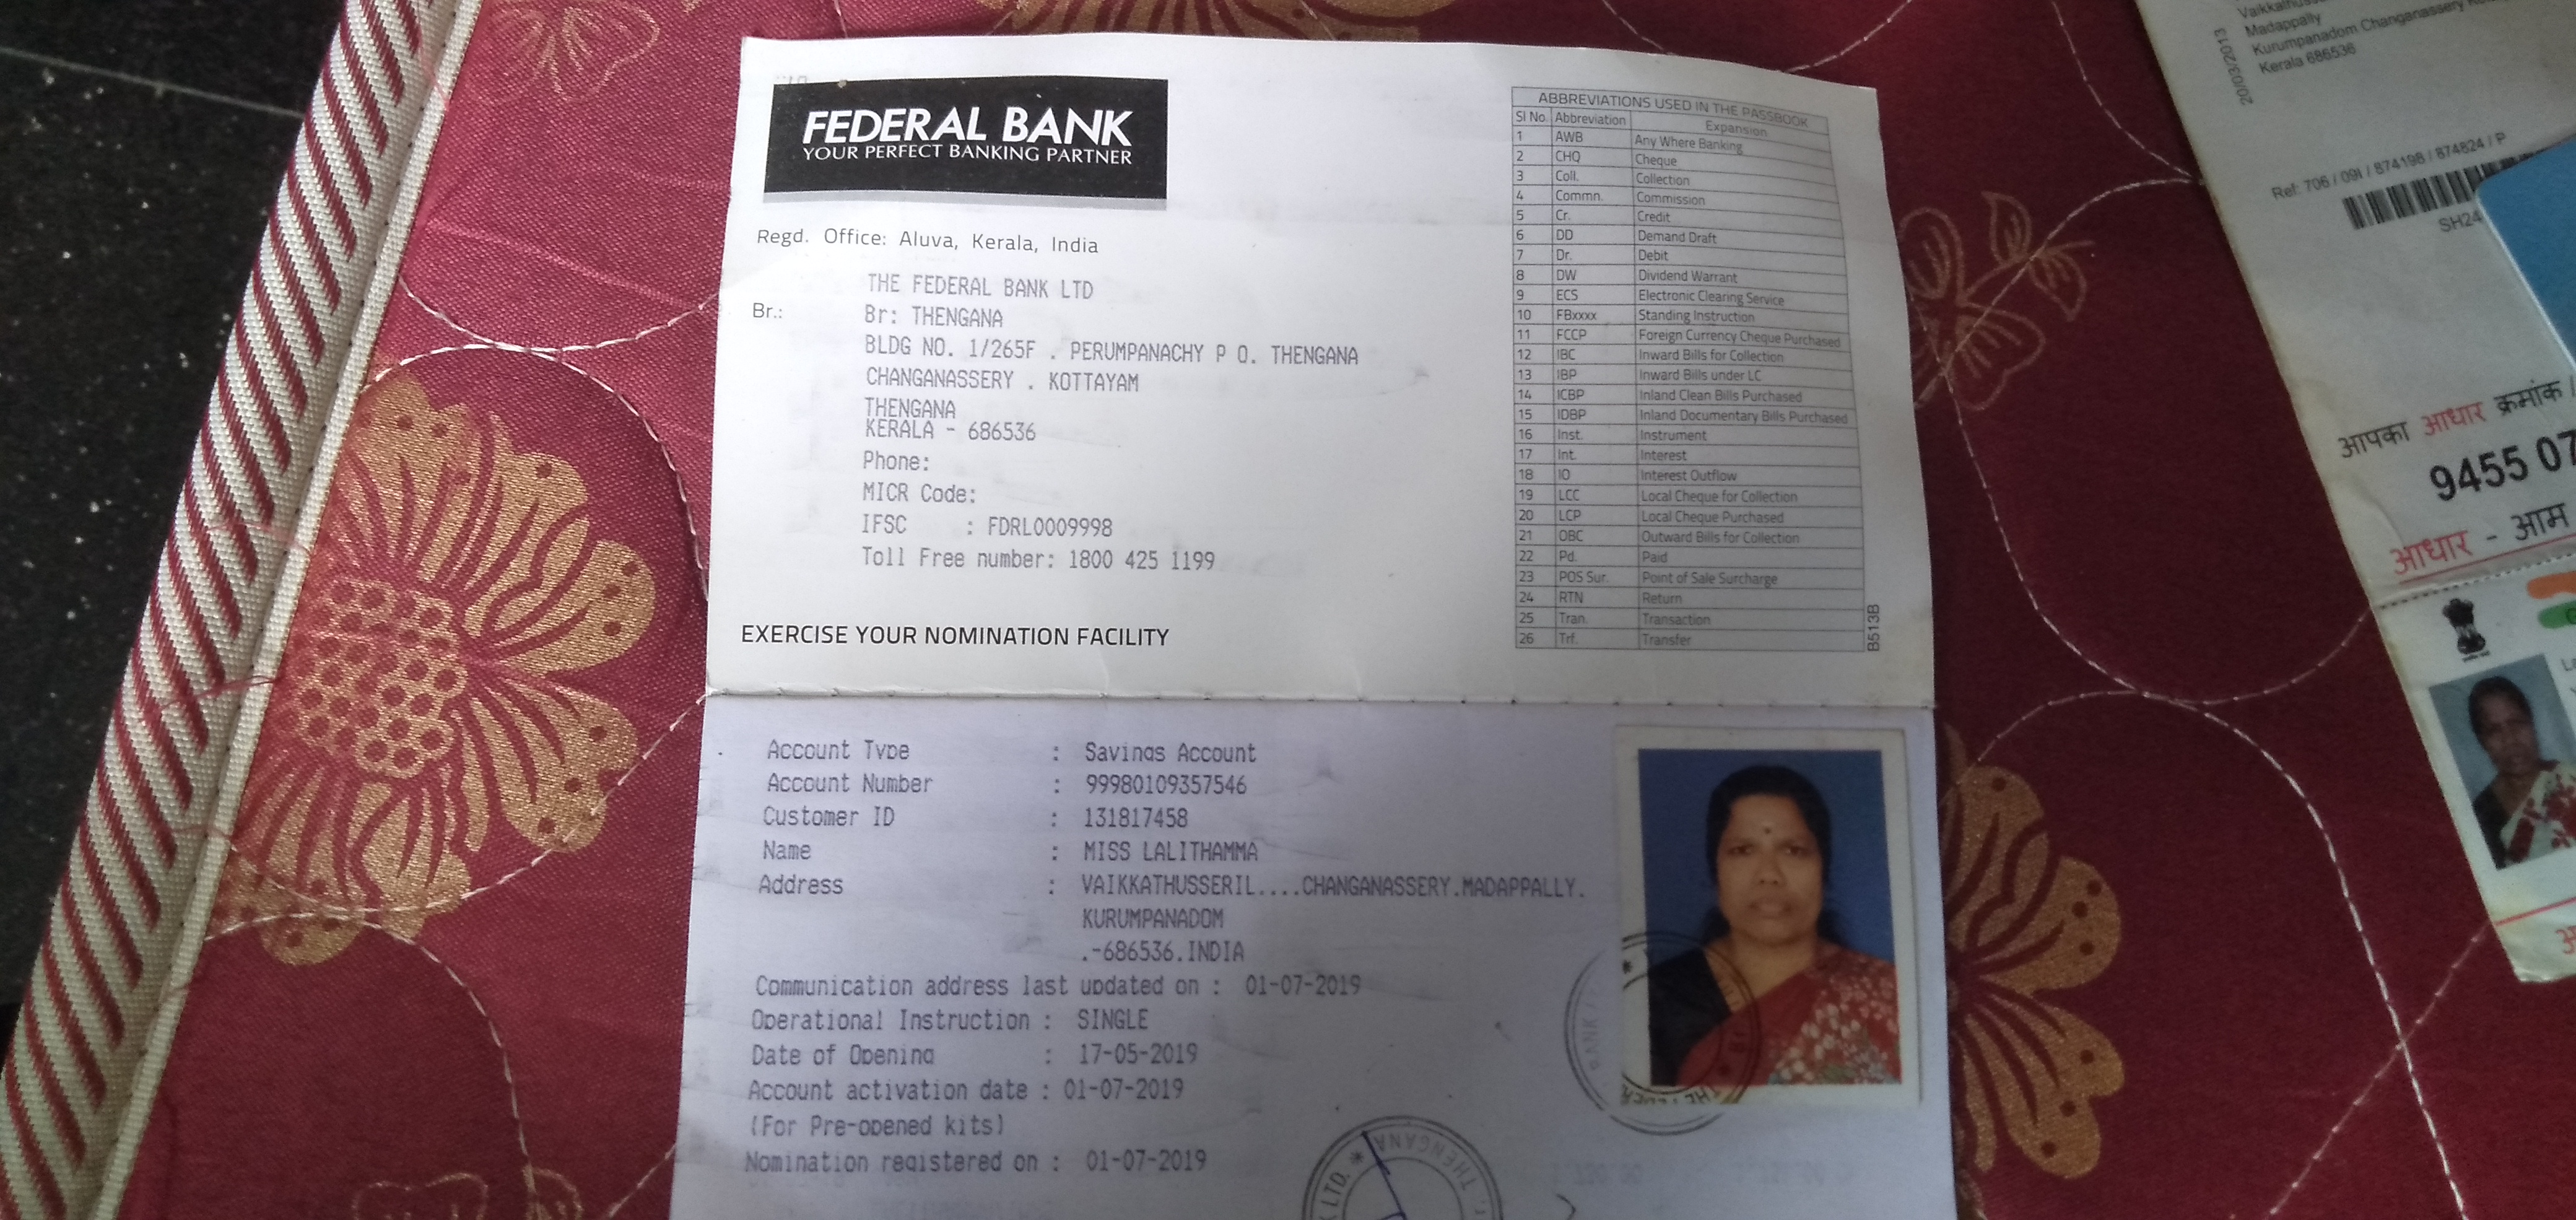 FEDERAL BANK
YOUR PERFECT BANKING PARTNER
Regd. Office: Aluva, Kerala, India
THE FEDERAL BANK LTD
Br.: Br: THENGANA
BLDG NO. 1/265F . PERUMPANACHY P O. THENGANA
CHANGANASSERY . KOTTAYAM
THENGANA
KERALA - 686536
Phone:
MICR Code:
IFSC : FDRL0009998
Toll Free number: 1800 425 1199
EXERCISE YOUR NOMINATION FACILITY
ABBREVIATIONS USED IN THE PASSBOOK
Sl No. Abbreviation Expansion
1 AWB Any Where Banking
2 CHQ Cheque
3 Coll. Collection
4 Commn. Commission
5 Cr. Credit
6 DD Demand Draft
7 Dr. Debit
8 DW Dividend Warrant
9 ECS Electronic Clearing Service
10 FBxxxx Standing Instruction
11 FCCP Foreign Currency Cheque Purchased
12 IBC Inward Bills for Collection
13 IBP Inward Bills under LC
14 ICBP Inland Clean Bills Purchased
15 IDBP Inland Documentary Bills Purchased
16 Inst. Instrument
17 Int. Interest
18 IO Interest Outflow
19 LCC Local Cheque for Collection
20 LCP Local Cheque Purchased
21 OBC Outward Bills for Collection
22 Pd. Paid
23 POS Sur. Point of Sale Surcharge
24 RTN Return
25 Tran. Transaction
26 Trf. Transfer
B513B
Account Type : Savings Account
Account Number : 99980109357546
Customer ID : 131817458
Name : MISS LALITHAMMA
Address : VAIKKATHUSSERIL....CHANGANASSERY.MADAPPALLY.
KURUMPANADOM
.-686536.INDIA
Communication address last updated on : 01-07-2019
Operational Instruction : SINGLE
Date of Opening : 17-05-2019
Account activation date : 01-07-2019
(For Pre-opened kits)
Nomination registered on : 01-07-2019
LTD. * THENGANA
Madappally
Kurumpanadom Changanassery
Kerala 686536
20/03/2013
Ref: 706 / 09I / 874198 / 874824 / P
SH24
आपका आधार क्रमांक /
9455 07
आधार - आम